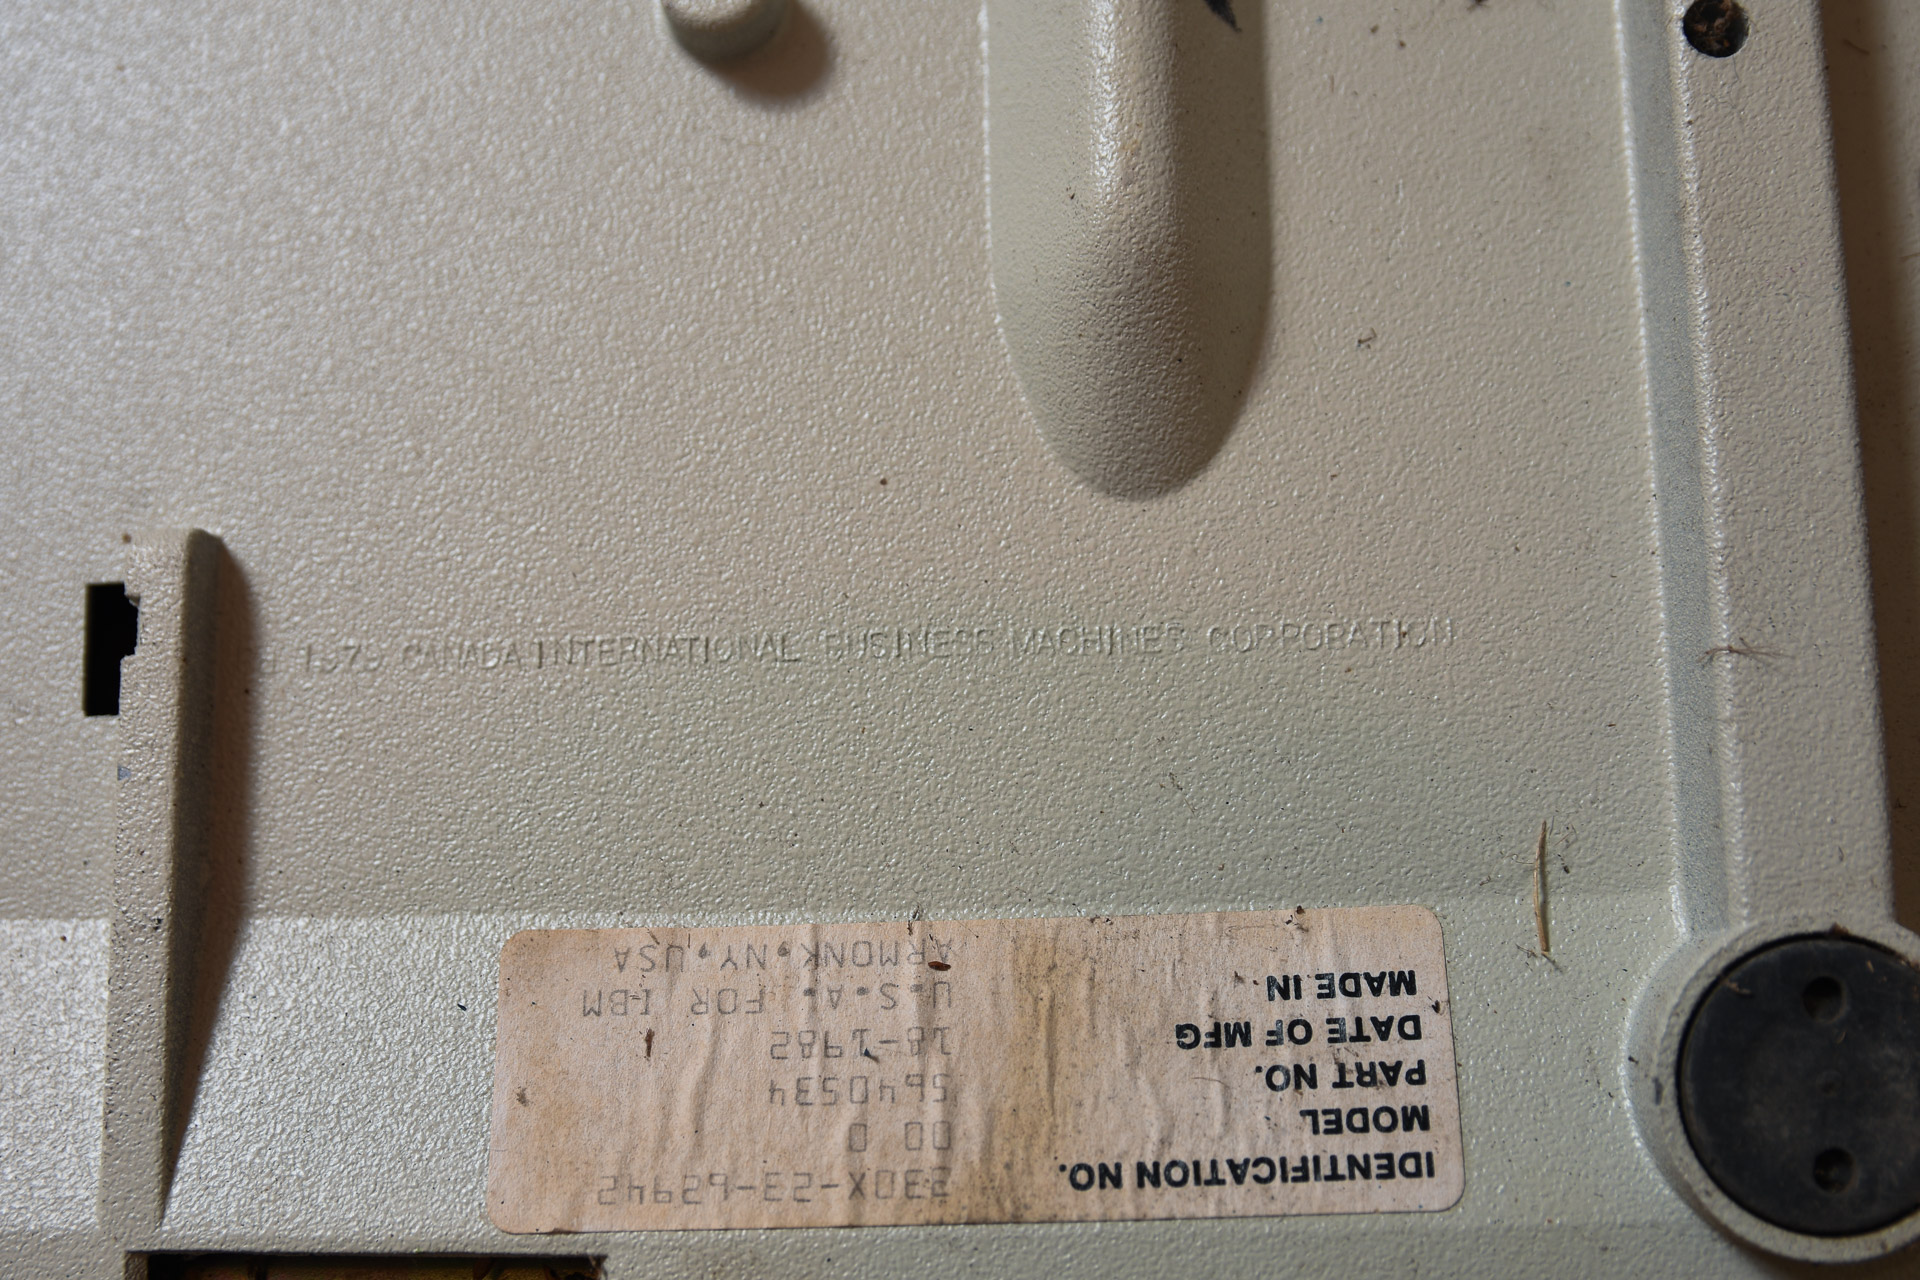 © 1979 CANADA INTERNATIONAL BUSINESS MACHINES CORPORATION
IDENTIFICATION NO. 330X-23-62942
MODEL 00 0
PART NO. 5640534
DATE OF MFG 18-1982
MADE IN U.S.A. FOR IBM
ARMONK.NY.USA